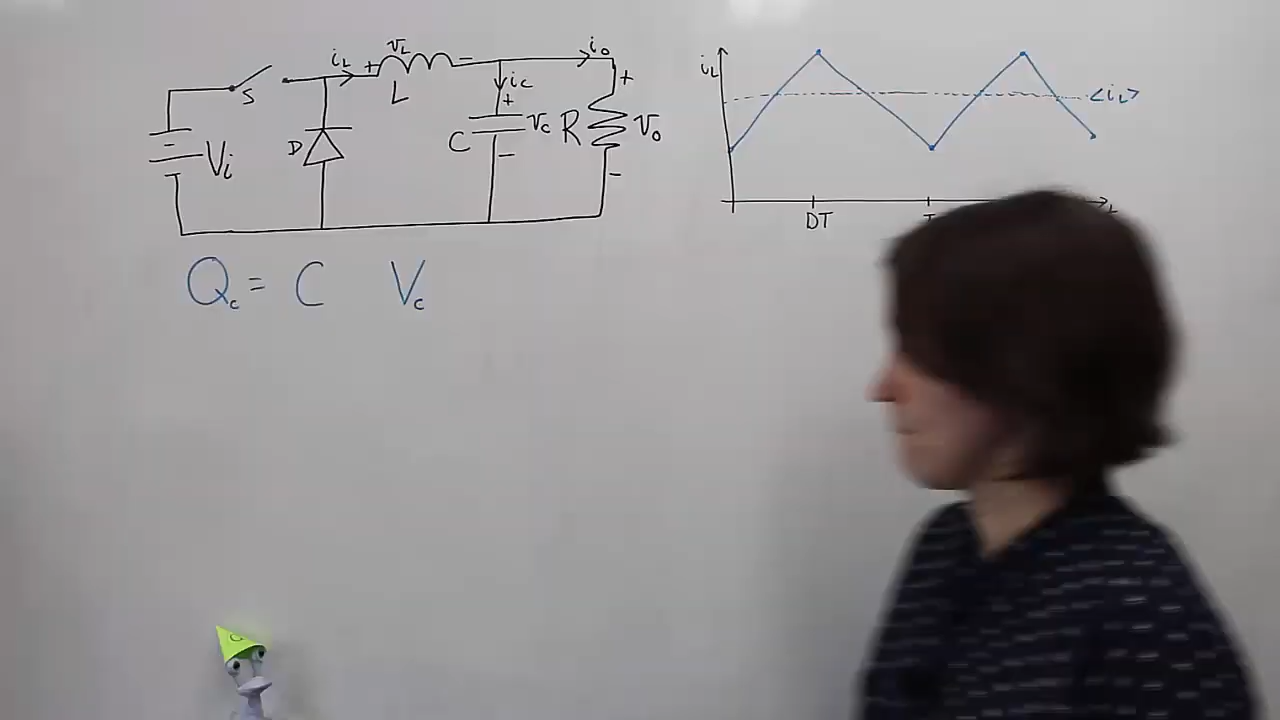 S
i_L
+ v_L −
L
D
V_i
i_c
+
C
v_c
−
i_o
+
R
v_o
−
i_L
<i_L>
DT
T
t
Q_c = C V_c